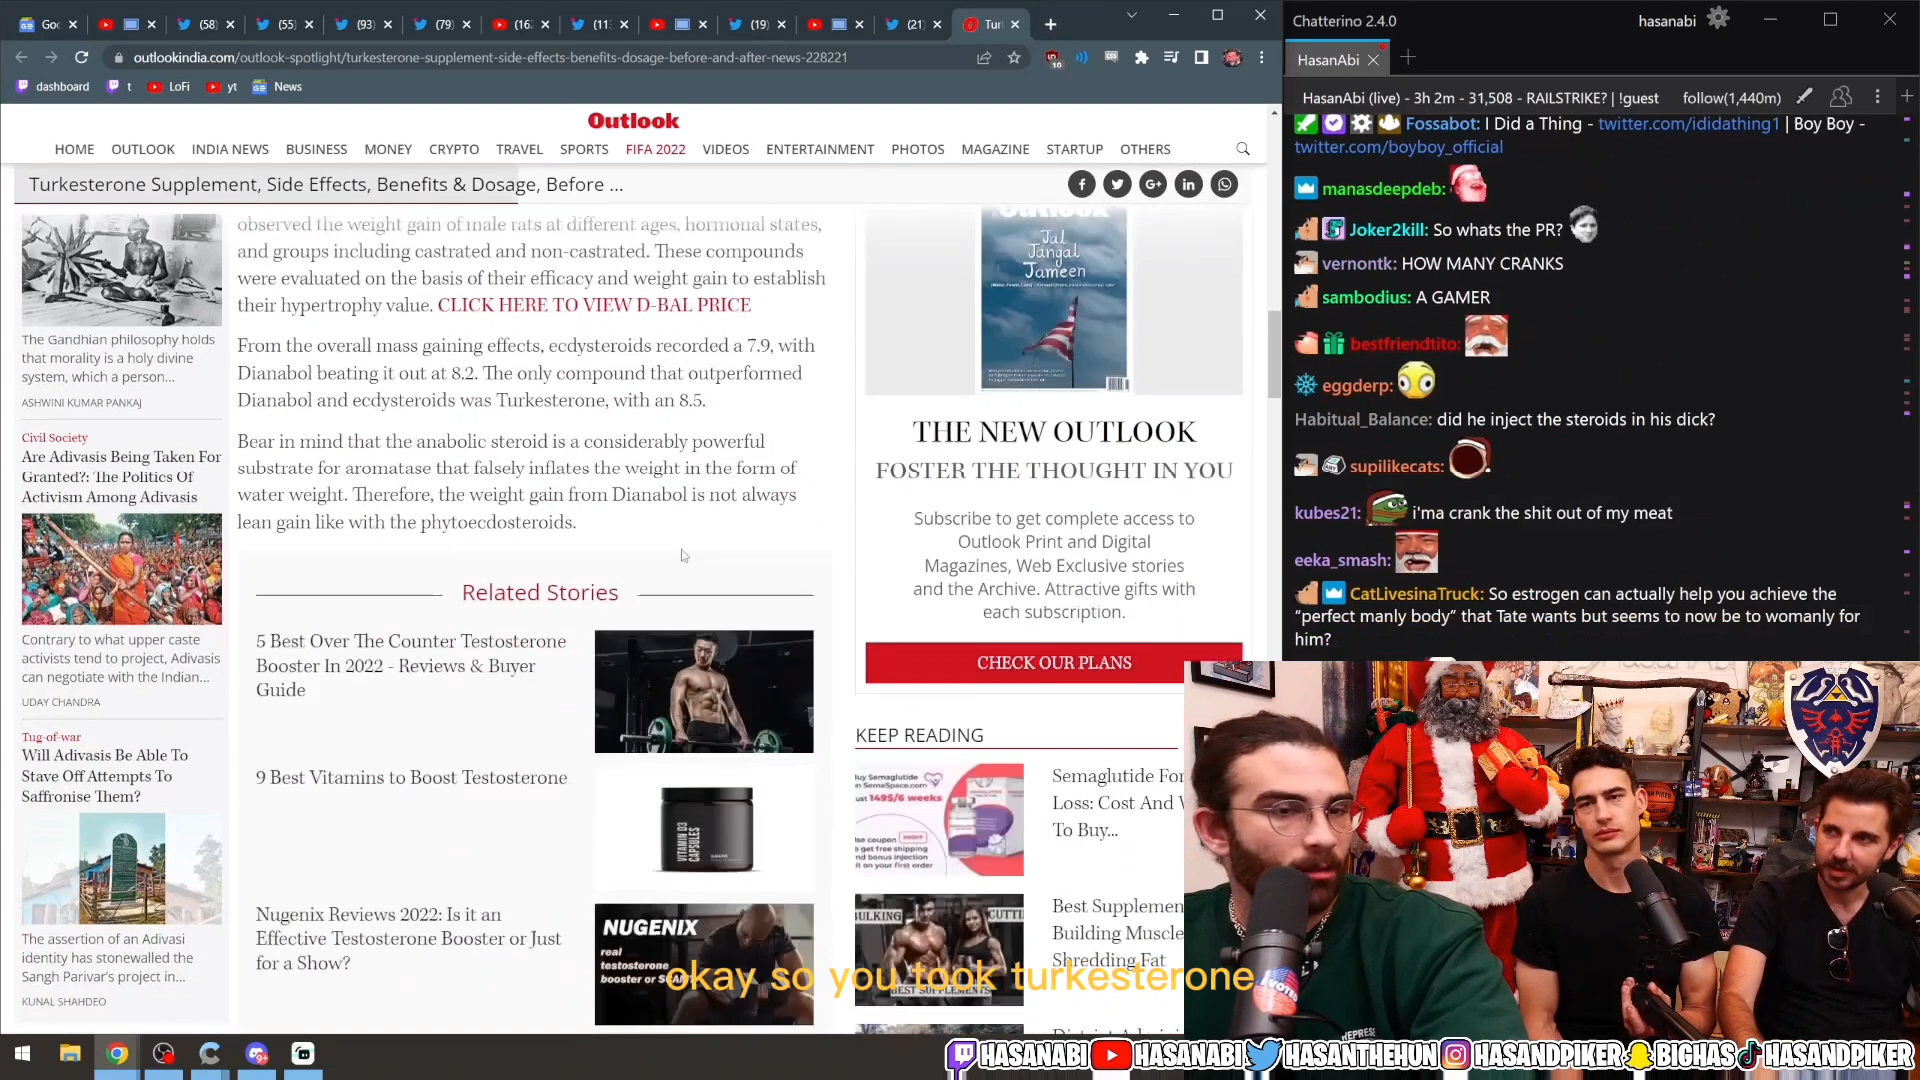 Goo
(58)
(55)
(93)
(79)
(19)
(21)
Tur
outlookindia.com/outlook-spotlight/turkesterone-supplement-side-effects-benefits-dosage-before-and-after-news-228221
dashboard
t
LoFi
yt
News
Outlook
HOME
OUTLOOK
INDIA NEWS
BUSINESS
MONEY
CRYPTO
TRAVEL
SPORTS
FIFA 2022
VIDEOS
ENTERTAINMENT
PHOTOS
MAGAZINE
STARTUP
OTHERS
Turkesterone Supplement, Side Effects, Benefits & Dosage, Before ...
The Gandhian philosophy holds
that morality is a holy divine
system, which a person...
ASHWINI KUMAR PANKAJ
Civil Society
Are Adivasis Being Taken For
Granted?: The Politics Of
Activism Among Adivasis
Contrary to what upper caste
activists tend to project, Adivasis
can negotiate with the Indian...
UDAY CHANDRA
Tug-of-war
Will Adivasis Be Able To
Stave Off Attempts To
Saffronise Them?
The assertion of an Adivasi
identity has stonewalled the
Sangh Parivar's project in...
KUNAL SHAHDEO
observed the weight gain of male rats at different ages, hormonal states,
and groups including castrated and non-castrated. These compounds
were evaluated on the basis of their efficacy and weight gain to establish
their hypertrophy value. CLICK HERE TO VIEW D-BAL PRICE
From the overall mass gaining effects, ecdysteroids recorded a 7.9, with
Dianabol beating it out at 8.2. The only compound that outperformed
Dianabol and ecdysteroids was Turkesterone, with an 8.5.
Bear in mind that the anabolic steroid is a considerably powerful
substrate for aromatase that falsely inflates the weight in the form of
water weight. Therefore, the weight gain from Dianabol is not always
lean gain like with the phytoecdosteroids.
Related Stories
5 Best Over The Counter Testosterone
Booster In 2022 - Reviews & Buyer
Guide
9 Best Vitamins to Boost Testosterone
VITAMIN D3
CAPSULES
Nugenix Reviews 2022: Is it an
Effective Testosterone Booster or Just
for a Show?
NUGENIX
real
testosterone
booster or
Outlook
Jal
Jangal
Jameen
THE NEW OUTLOOK
FOSTER THE THOUGHT IN YOU
Subscribe to get complete access to
Outlook Print and Digital
Magazines, Web Exclusive stories
and the Archive. Attractive gifts with
each subscription.
CHECK OUR PLANS
KEEP READING
Semaglutide For
Loss: Cost And W
To Buy...
Best Supplemen
Building Muscle
Shredding Fat
BULKING
CUTTI
BEST SUPPLEMENTS
okay so you took turkesterone
Chatterino 2.4.0
hasanabi
HasanAbi
HasanAbi (live) - 3h 2m - 31,508 - RAILSTRIKE? | !guest
follow(1,440m)
Fossabot: I Did a Thing - twitter.com/ididathing1 | Boy Boy -
twitter.com/boyboy_official
manasdeepdeb:
Joker2kill: So whats the PR?
vernontk: HOW MANY CRANKS
sambodius: A GAMER
bestfriendtito:
eggderp:
Habitual_Balance: did he inject the steroids in his dick?
supilikecats:
kubes21: i'ma crank the shit out of my meat
eeka_smash:
CatLivesinaTruck: So estrogen can actually help you achieve the
“perfect manly body” that Tate wants but seems to now be to womanly for
him?
VOTED
HASANABI
HASANABI
HASANTHEHUN
HASANDPIKER
BIGHAS
HASANDPIKER